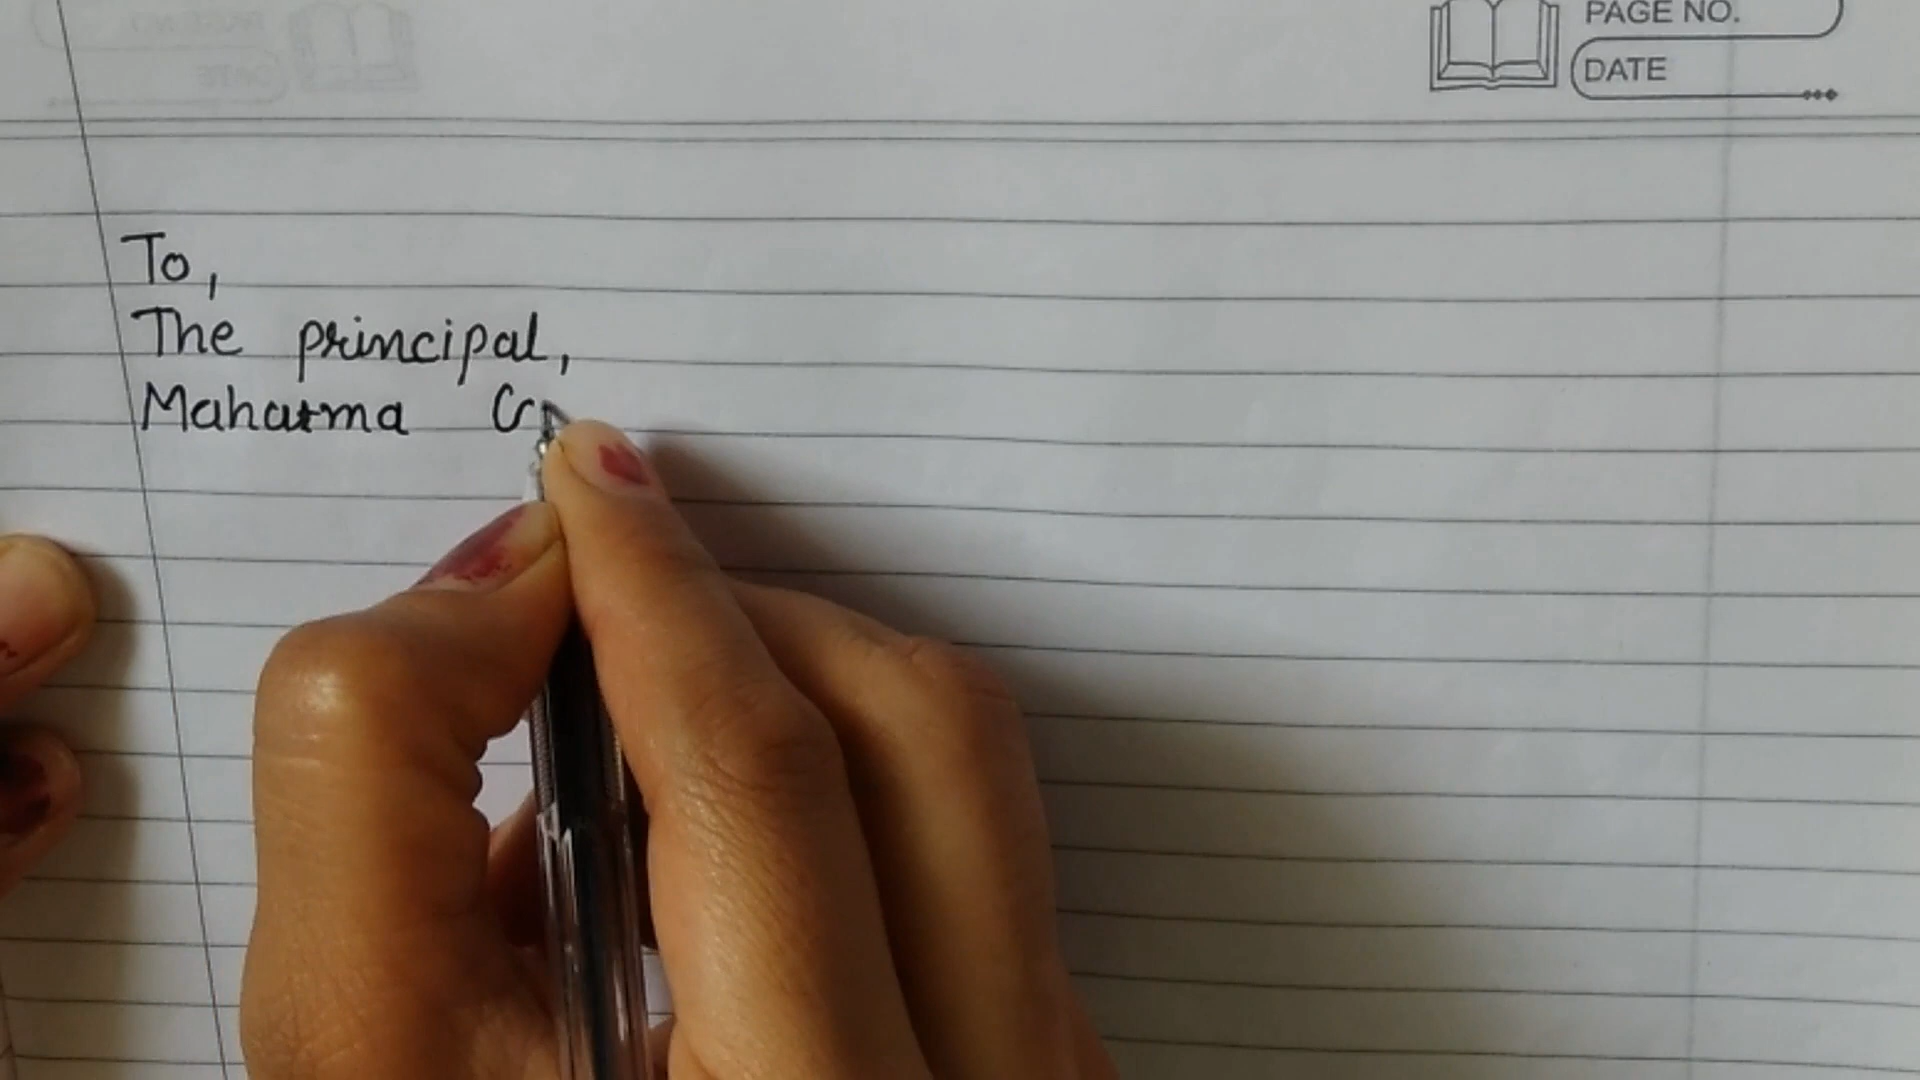 PAGE NO.
DATE
To,
The principal,
Mahatma G